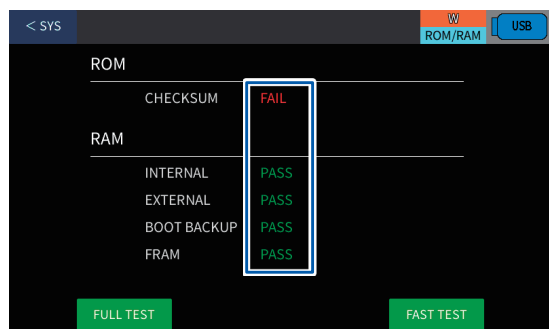 < SYS
W
ROM/RAM
USB
ROM
CHECKSUM FAIL
RAM
INTERNAL PASS
EXTERNAL PASS
BOOT BACKUP PASS
FRAM PASS
FULL TEST FAST TEST